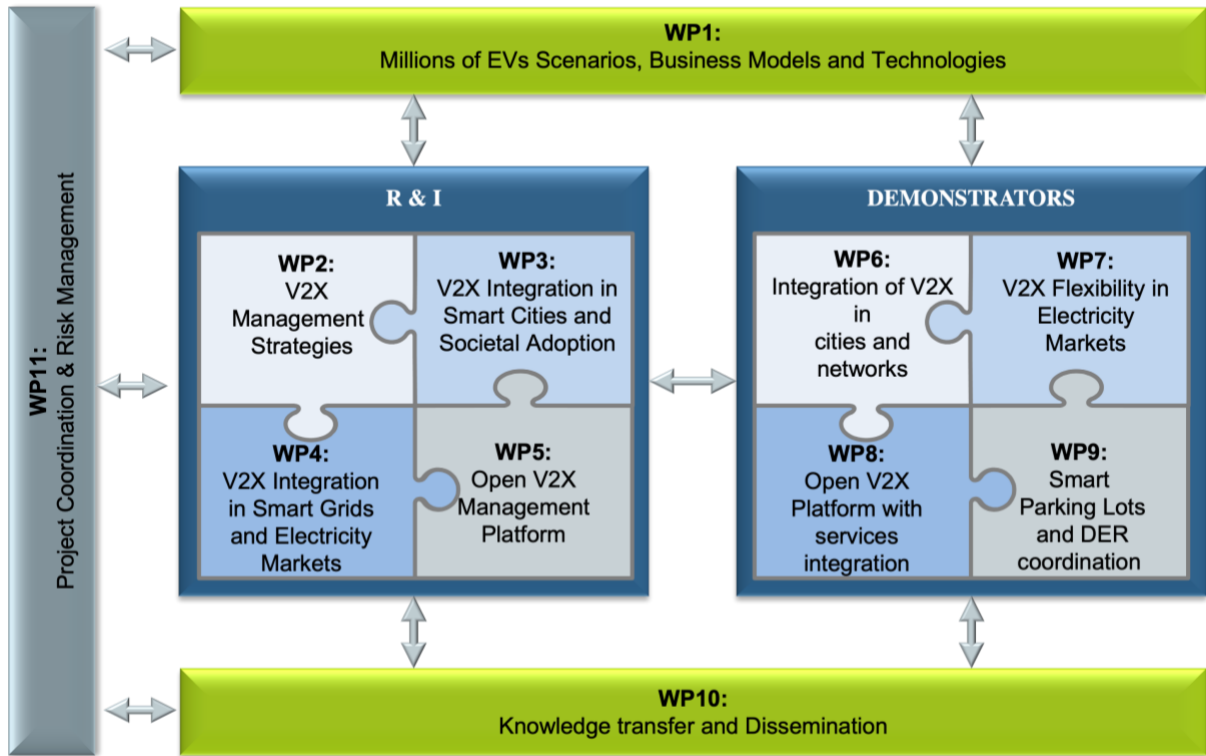 WP11:
Project Coordination & Risk Management
WP1:
Millions of EVs Scenarios, Business Models and Technologies
R & I
WP2:
V2X
Management
Strategies
WP3:
V2X Integration in
Smart Cities and
Societal Adoption
WP4:
V2X Integration
in Smart Grids
and Electricity
Markets
WP5:
Open V2X
Management
Platform
DEMONSTRATORS
WP6:
Integration of V2X
in
cities and
networks
WP7:
V2X Flexibility in
Electricity
Markets
WP8:
Open V2X
Platform with
services
integration
WP9:
Smart
Parking Lots
and DER
coordination
WP10:
Knowledge transfer and Dissemination